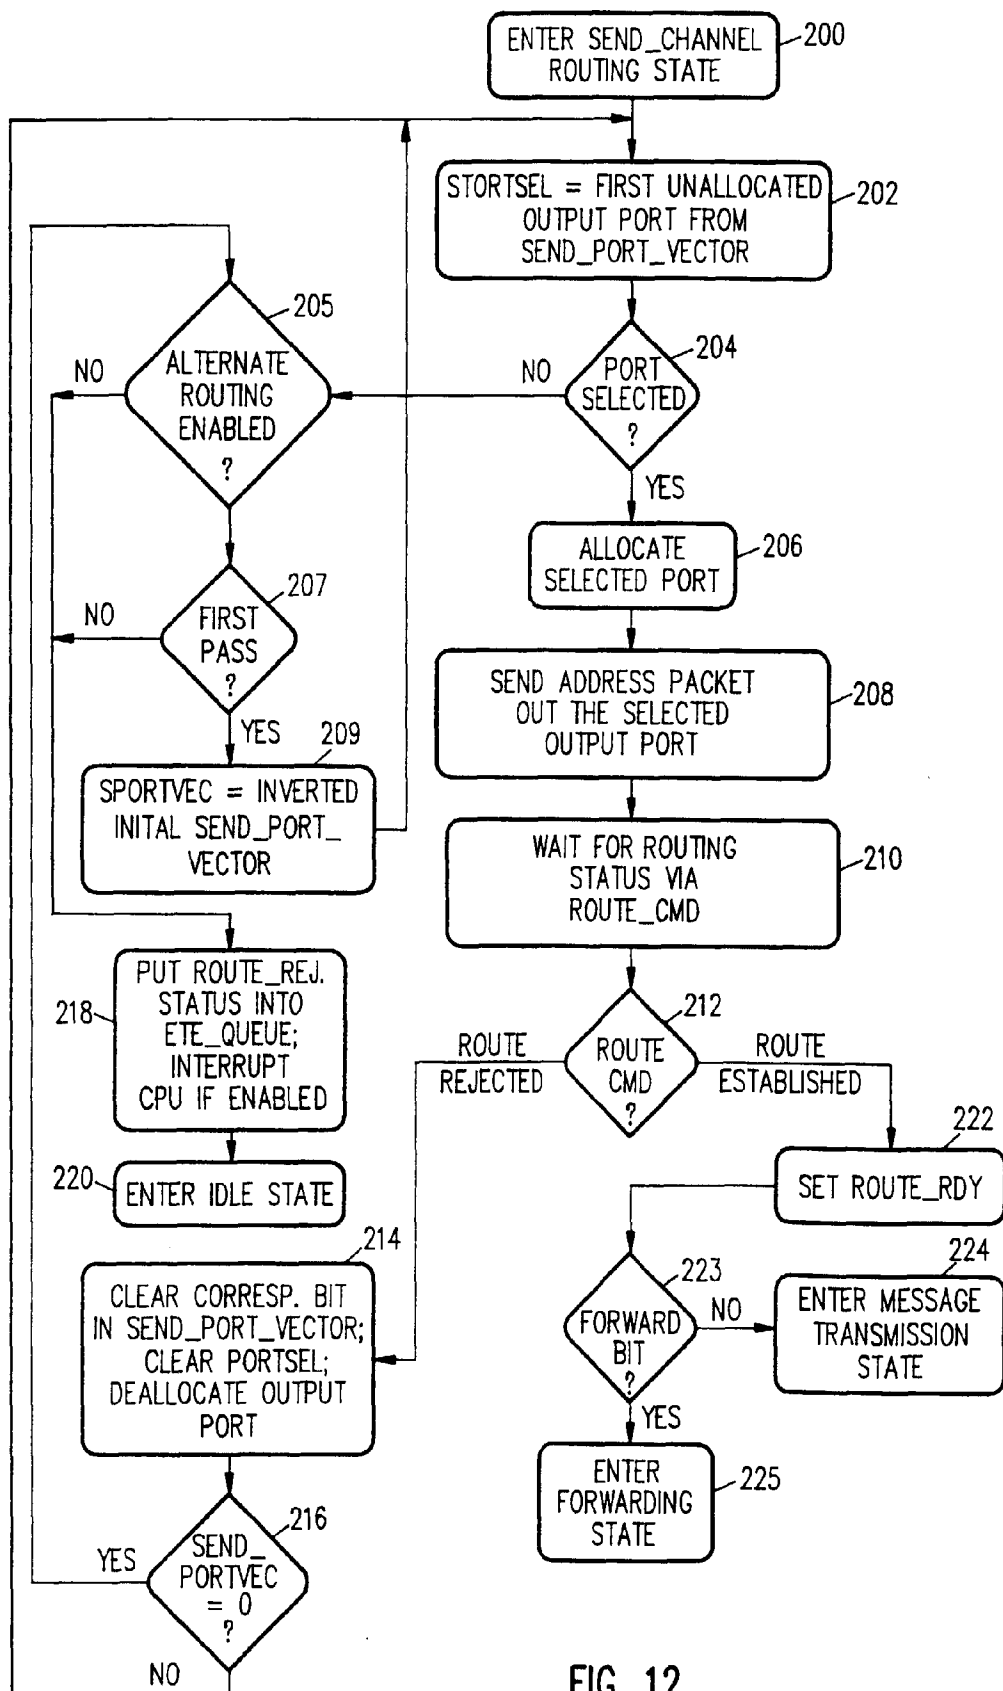 ENTER SEND_CHANNEL
ROUTING STATE
200
STORTSEL = FIRST UNALLOCATED
OUTPUT PORT FROM
SEND_PORT_VECTOR
202
205
ALTERNATE
ROUTING
ENABLED
?
NO
204
PORT
SELECTED
?
NO
YES
ALLOCATE
SELECTED PORT
206
207
FIRST
PASS
?
NO
YES
209
SPORTVEC = INVERTED
INITAL SEND_PORT_
VECTOR
SEND ADDRESS PACKET
OUT THE SELECTED
OUTPUT PORT
208
WAIT FOR ROUTING
STATUS VIA
ROUTE_CMD
210
218
PUT ROUTE_REJ.
STATUS INTO
ETE_QUEUE;
INTERRUPT
CPU IF ENABLED
212
ROUTE
CMD
?
ROUTE
REJECTED
ROUTE
ESTABLISHED
220
ENTER IDLE STATE
222
SET ROUTE_RDY
214
CLEAR CORRESP. BIT
IN SEND_PORT_VECTOR;
CLEAR PORTSEL;
DEALLOCATE OUTPUT
PORT
223
FORWARD
BIT
?
NO
YES
224
ENTER MESSAGE
TRANSMISSION
STATE
ENTER
FORWARDING
STATE
225
216
SEND_
PORTVEC
= 0
?
YES
NO
FIG. 12